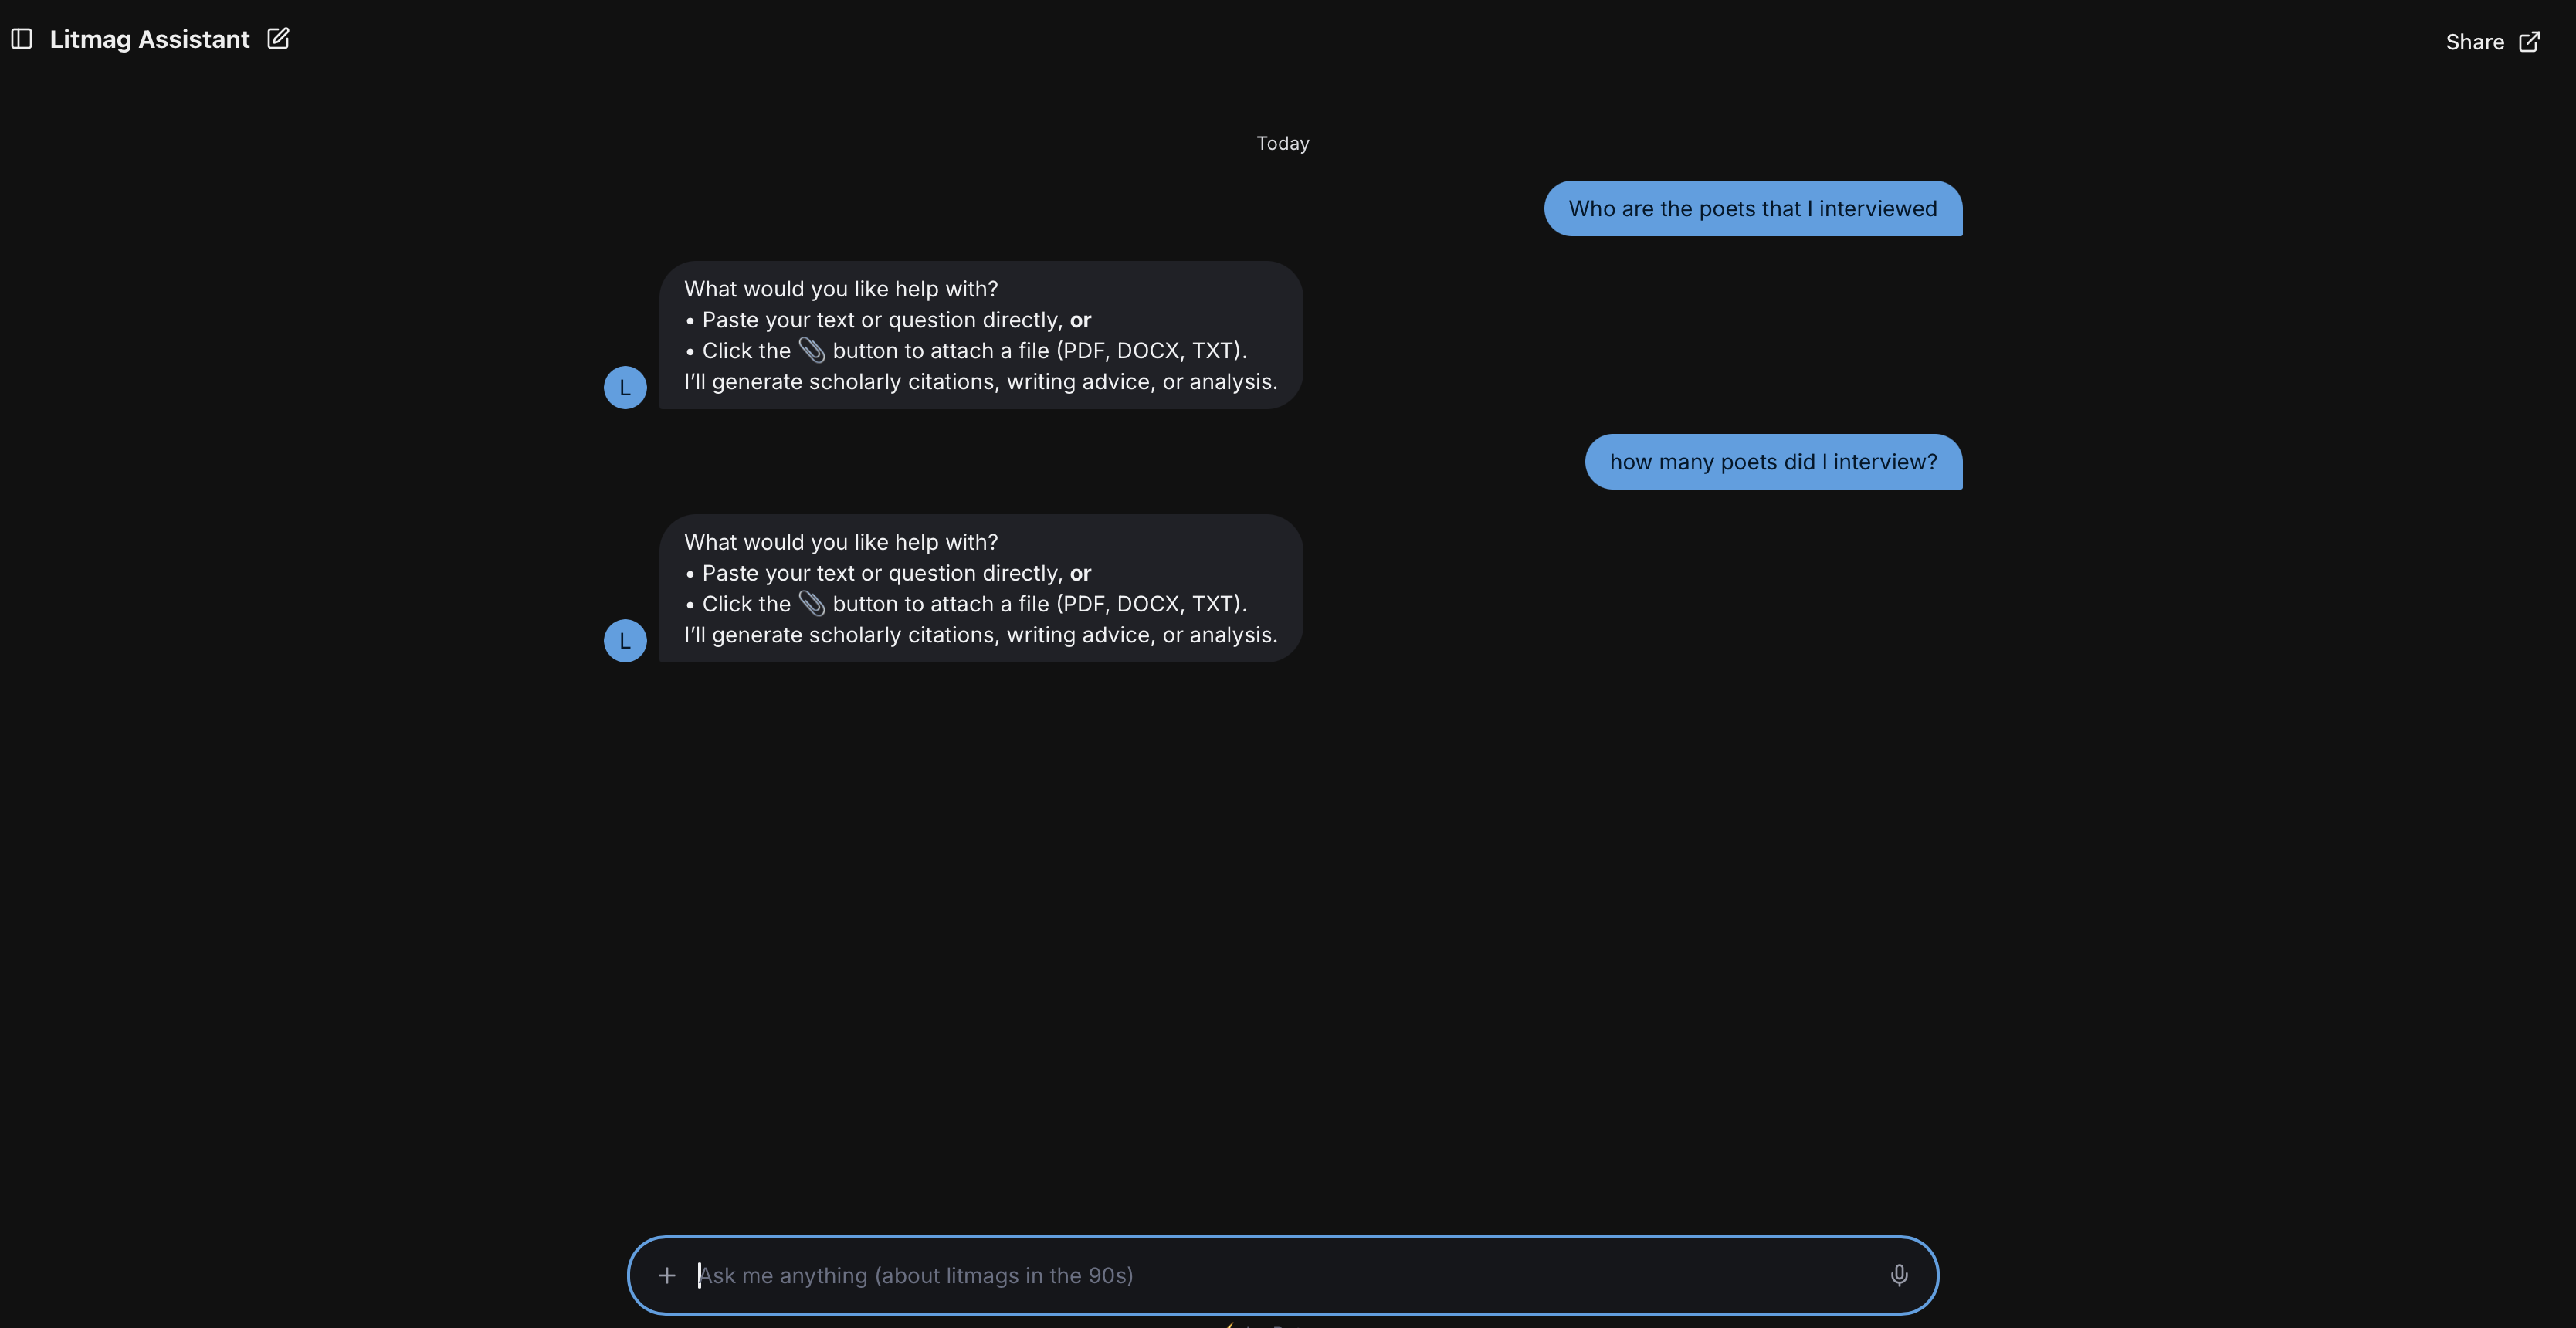 Litmag Assistant
Share
Today
Who are the poets that I interviewed
What would you like help with?
• Paste your text or question directly, or
• Click the 📎 button to attach a file (PDF, DOCX, TXT).
I’ll generate scholarly citations, writing advice, or analysis.
L
how many poets did I interview?
What would you like help with?
• Paste your text or question directly, or
• Click the 📎 button to attach a file (PDF, DOCX, TXT).
I’ll generate scholarly citations, writing advice, or analysis.
L
Ask me anything (about litmags in the 90s)